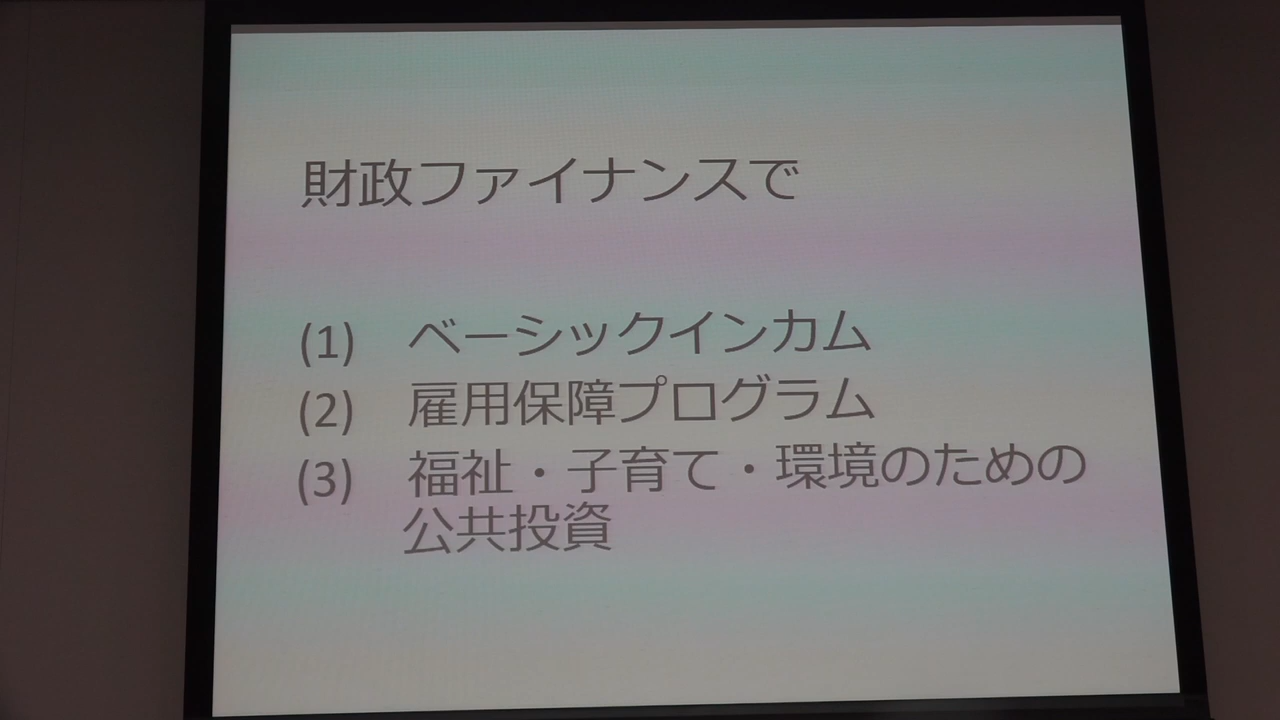 財政ファイナンスで
(1) ベーシックインカム
(2) 雇用保障プログラム
(3) 福祉・子育て・環境のための
公共投資